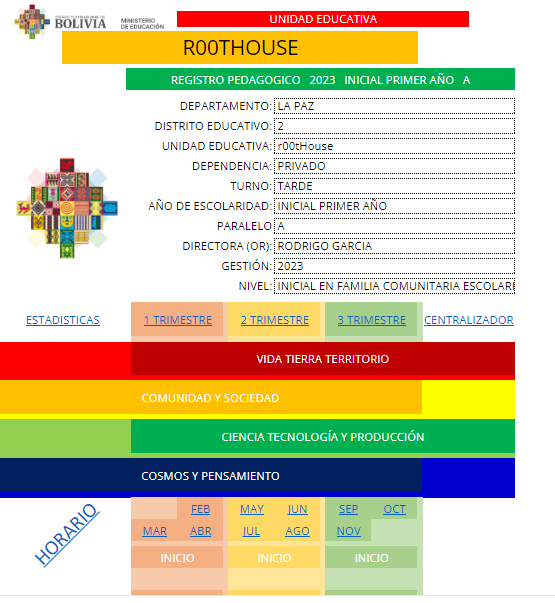 BOLIVIA
MINISTERIO
DE EDUCACIÓN
UNIDAD EDUCATIVA
R00THOUSE
REGISTRO PEDAGOGICO 2023 INICIAL PRIMER AÑO A
DEPARTAMENTO: LA PAZ
DISTRITO EDUCATIVO: 2
UNIDAD EDUCATIVA: r00tHouse
DEPENDENCIA: PRIVADO
TURNO: TARDE
AÑO DE ESCOLARIDAD: INICIAL PRIMER AÑO
PARALELO A
DIRECTORA (OR): RODRIGO GARCIA
GESTIÓN: 2023
NIVEL: INICIAL EN FAMILIA COMUNITARIA ESCOLARI
ESTADISTICAS 1 TRIMESTRE 2 TRIMESTRE 3 TRIMESTRE CENTRALIZADOR
VIDA TIERRA TERRITORIO
COMUNIDAD Y SOCIEDAD
CIENCIA TECNOLOGÍA Y PRODUCCIÓN
COSMOS Y PENSAMIENTO
HORARIO
FEB MAY JUN SEP OCT
MAR ABR JUL AGO NOV
INICIO INICIO INICIO